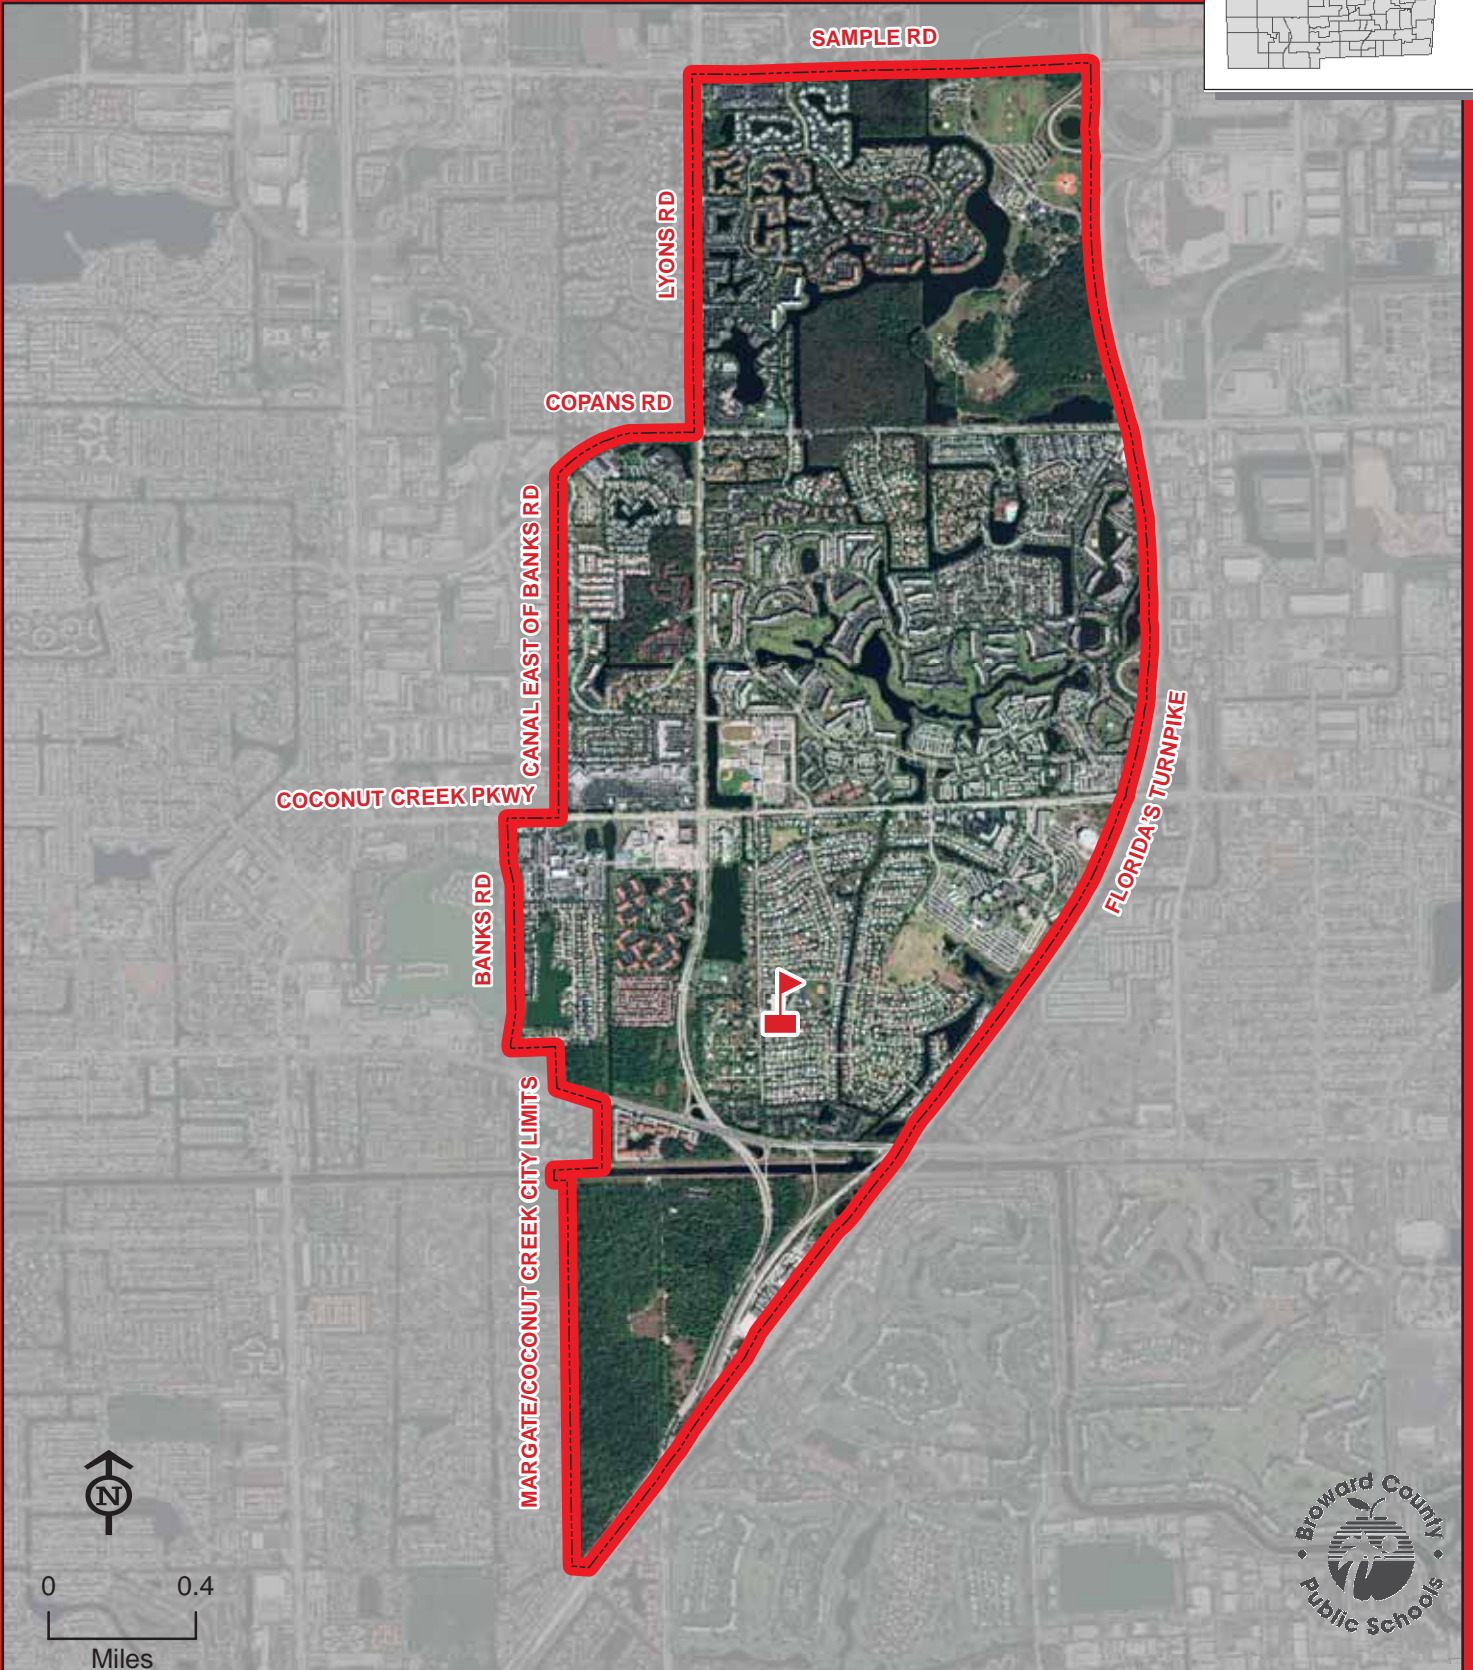 SAMPLE RD
LYONS RD
COPANS RD
CANAL EAST OF BANKS RD
COCONUT CREEK PKWY
FLORIDA'S TURNPIKE
BANKS RD
MARGATE/COCONUT CREEK CITY LIMITS
N
0 0.4
Miles
Broward County
Public Schools